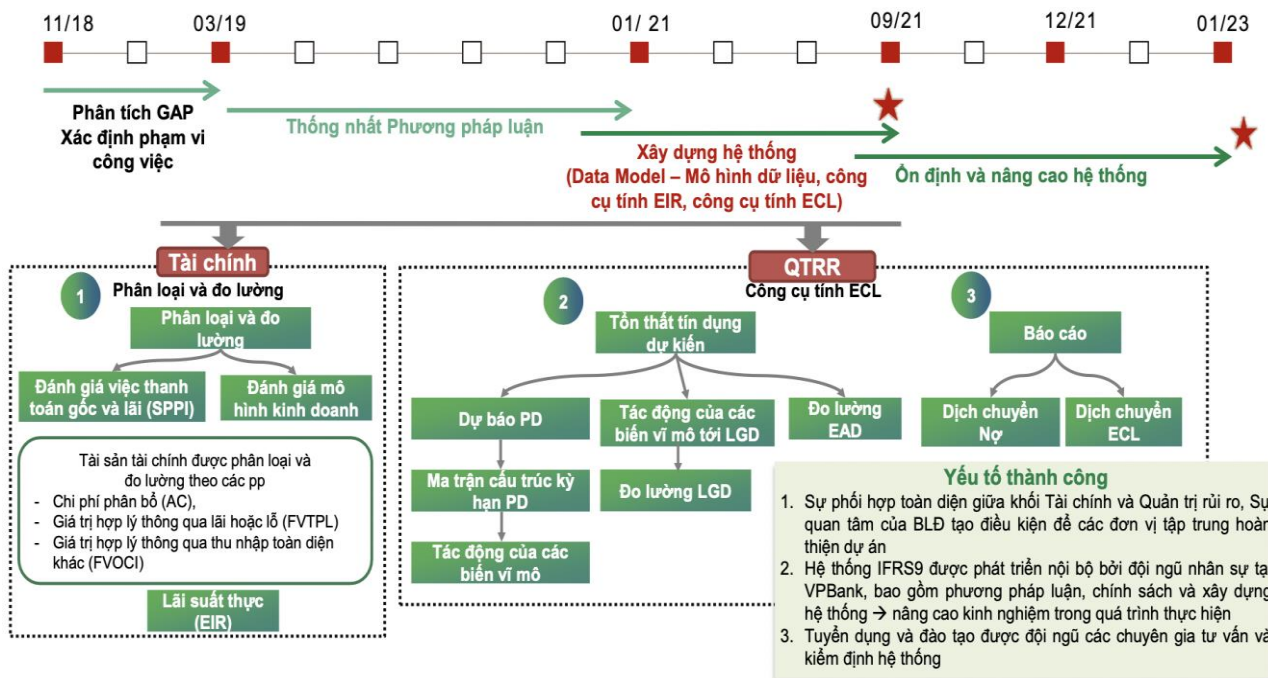 11/18
03/19
01/ 21
09/21
12/21
01/23
Phân tích GAP
Xác định phạm vi
công việc
Thống nhất Phương pháp luận
Xây dựng hệ thống
(Data Model – Mô hình dữ liệu, công
cụ tính EIR, công cụ tính ECL)
Ổn định và nâng cao hệ thống
Tài chính
Phân loại và đo lường
1
Phân loại và đo
lường
Đánh giá việc thanh
toán gốc và lãi (SPPI)
Đánh giá mô
hình kinh doanh
Tài sản tài chính được phân loại và
đo lường theo các pp
- Chi phí phân bổ (AC),
- Giá trị hợp lý thông qua lãi hoặc lỗ (FVTPL)
- Giá trị hợp lý thông qua thu nhập toàn diện
khác (FVOCI)
Lãi suất thực
(EIR)
QTRR
Công cụ tính ECL
2
Tổn thất tín dụng
dự kiến
Dự báo PD
Ma trận cấu trúc kỳ
hạn PD
Tác động của các
biến vĩ mô
Tác động của các
biến vĩ mô tới LGD
Đo lường LGD
Đo lường
EAD
3
Báo cáo
Dịch chuyển
Nợ
Dịch chuyển
ECL
Yếu tố thành công
1. Sự phối hợp toàn diện giữa khối Tài chính và Quản trị rủi ro, Sự
quan tâm của BLĐ tạo điều kiện để các đơn vị tập trung hoàn
thiện dự án
2. Hệ thống IFRS9 được phát triển nội bộ bởi đội ngũ nhân sự tạ
VPBank, bao gồm phương pháp luận, chính sách và xây dựng
hệ thống → nâng cao kinh nghiệm trong quá trình thực hiện
3. Tuyển dụng và đào tạo được đội ngũ các chuyên gia tư vấn và
kiểm định hệ thống